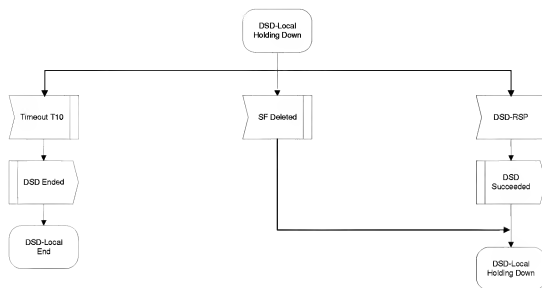 DSD-Local
Holding Down
Timeout T10
SF Deleted
DSD-RSP
DSD Ended
DSD
Succeeded
DSD-Local
End
DSD-Local
Holding Down